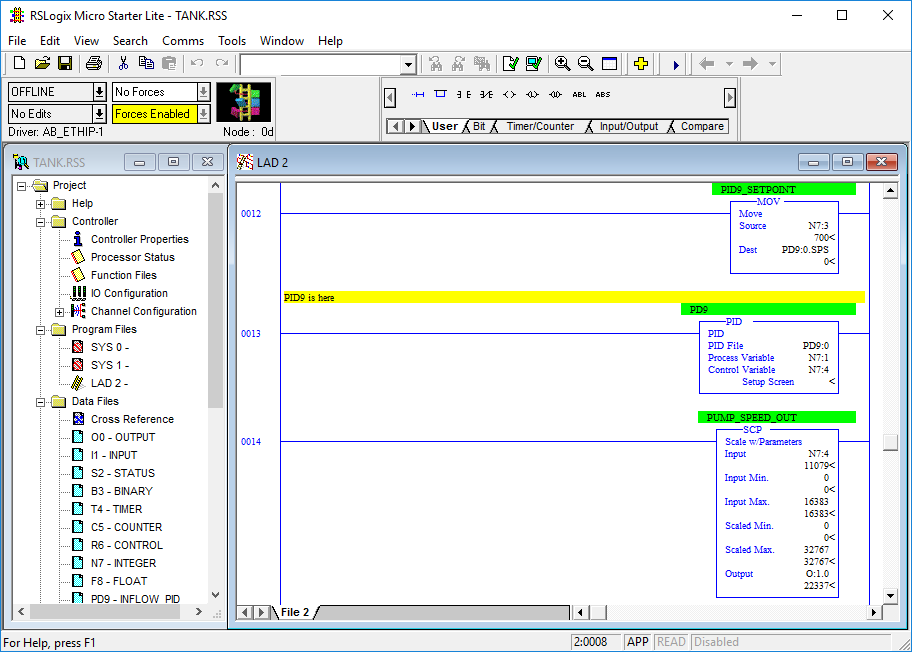 RSLogix Micro Starter Lite - TANK.RSS
File Edit View Search Comms Tools Window Help
OFFLINE No Forces
No Edits Forces Enabled
Driver: AB_ETHIP-1 Node : 0d
ABL ABS
User Bit Timer/Counter Input/Output Compare
TANK.RSS
Project
Help
Controller
Controller Properties
Processor Status
Function Files
IO Configuration
Channel Configuration
Program Files
SYS 0 -
SYS 1 -
LAD 2 -
Data Files
Cross Reference
O0 - OUTPUT
I1 - INPUT
S2 - STATUS
B3 - BINARY
T4 - TIMER
C5 - COUNTER
R6 - CONTROL
N7 - INTEGER
F8 - FLOAT
PD9 - INFLOW_PID
LAD 2
PID9_SETPOINT
MOV
0012
Move
Source N7:3
700<
Dest PD9:0.SPS
0<
PID9 is here
PD9
PID
0013
PID
PID File PD9:0
Process Variable N7:1
Control Variable N7:4
Setup Screen <
PUMP_SPEED_OUT
SCP
0014
Scale w/Parameters
Input N7:4
11079<
Input Min. 0
0<
Input Max. 16383
16383<
Scaled Min. 0
0<
Scaled Max. 32767
32767<
Output O:1.0
22337<
File 2
For Help, press F1
2:0008 APP READ Disabled